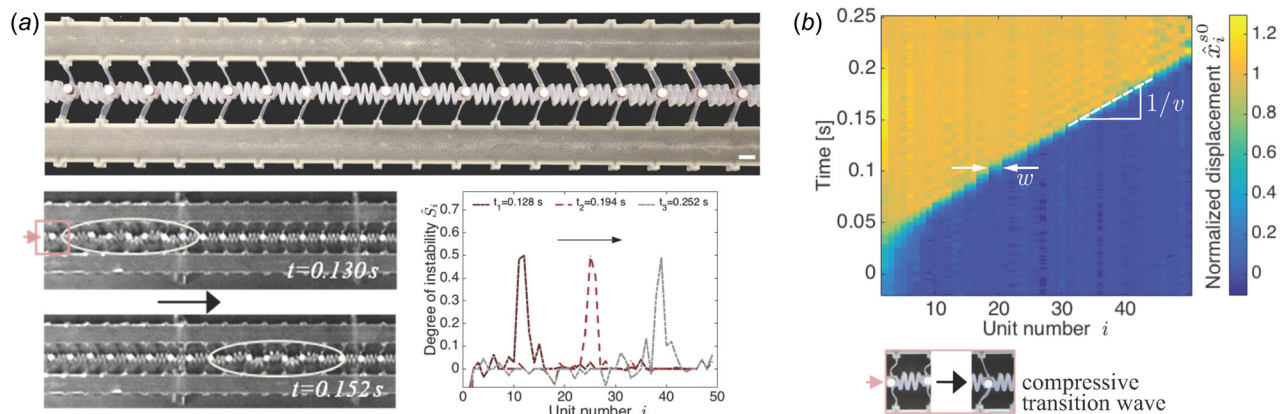 (a)
t=0.130s
t=0.152s
Degree of instability Ŝᵢ
0.7
0.6
0.5
0.4
0.3
0.2
0.1
0
t₁=0.128 s
t₂=0.194 s
t₃=0.252 s
0 10 20 30 40 50
Unit number i
(b)
Time [s]
0.25
0.2
0.15
0.1
0.05
0
1/v
w
10 20 30 40
Unit number i
Normalized displacement x̂ᵢˢ⁰
1.2
1
0.8
0.6
0.4
0.2
0
compressive
transition wave